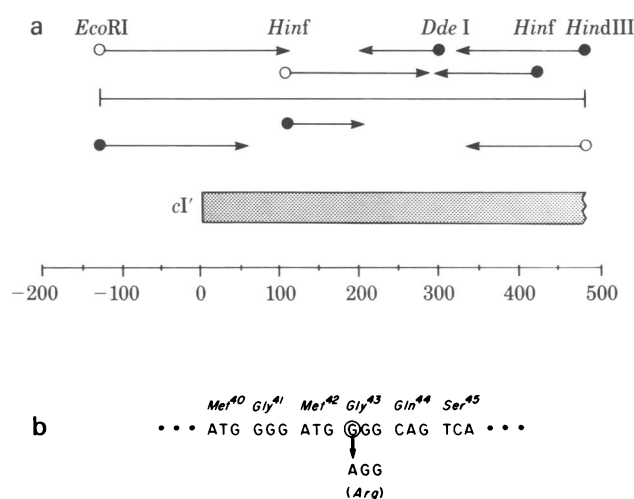 a
EcoRI Hinf Dde I Hinf HindIII
cI′
−200 −100 0 100 200 300 400 500
b
Met40 Gly41 Met42 Gly43 Gln44 Ser45
••• ATG GGG ATG GGG CAG TCA •••
AGG
(Arg)